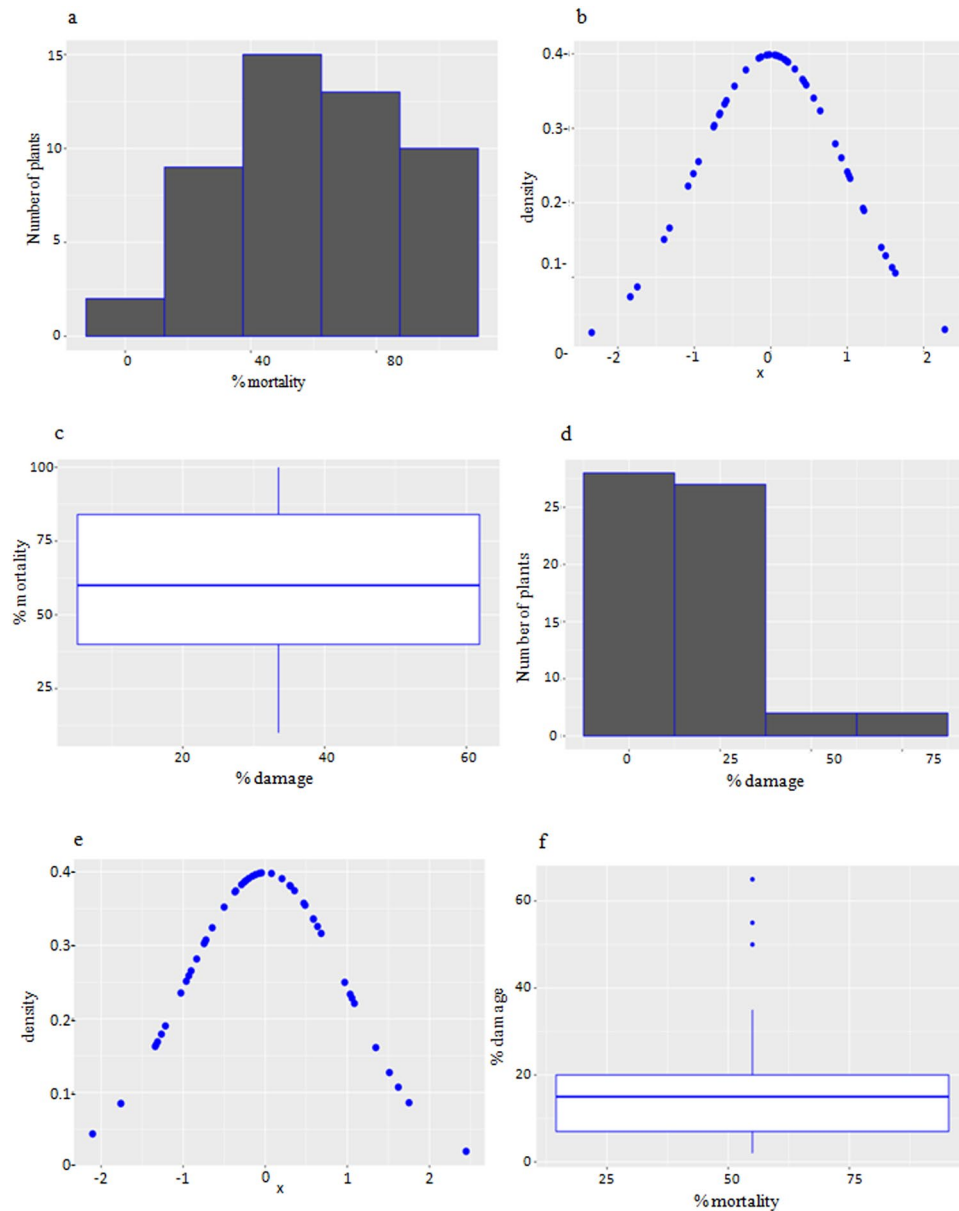 a
15
10
5
0
Number of plants
0 40 80
% mortality
b
0.4-
0.3-
0.2-
0.1-
0-
density
-2 -1 0 1 2
x
c
100-
75-
50-
25-
% mortality
20 40 60
% damage
d
25
20
15
10
0
Number of plants
0 25 50 75
% damage
e
0.4-
0.3-
0.2-
0.1-
0-
density
-2 -1 0 1 2
x
f
60
40
20
0
% damage
25 50 75
% mortality